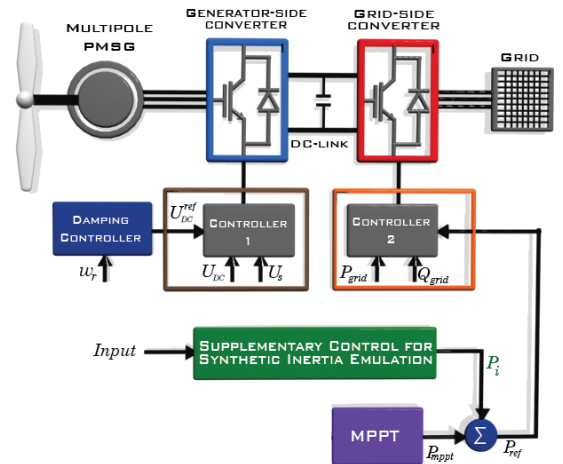 MULTIPOLE
PMSG
GENERATOR-SIDE
CONVERTER
GRID-SIDE
CONVERTER
GRID
DC-LINK
DAMPING
CONTROLLER
U_DC^ref
CONTROLLER
1
CONTROLLER
2
w_r
U_DC
U_s
P_grid
Q_grid
Input
SUPPLEMENTARY CONTROL FOR
SYNTHETIC INERTIA EMULATION
P_i
MPPT
P_mppt
Σ
P_ref